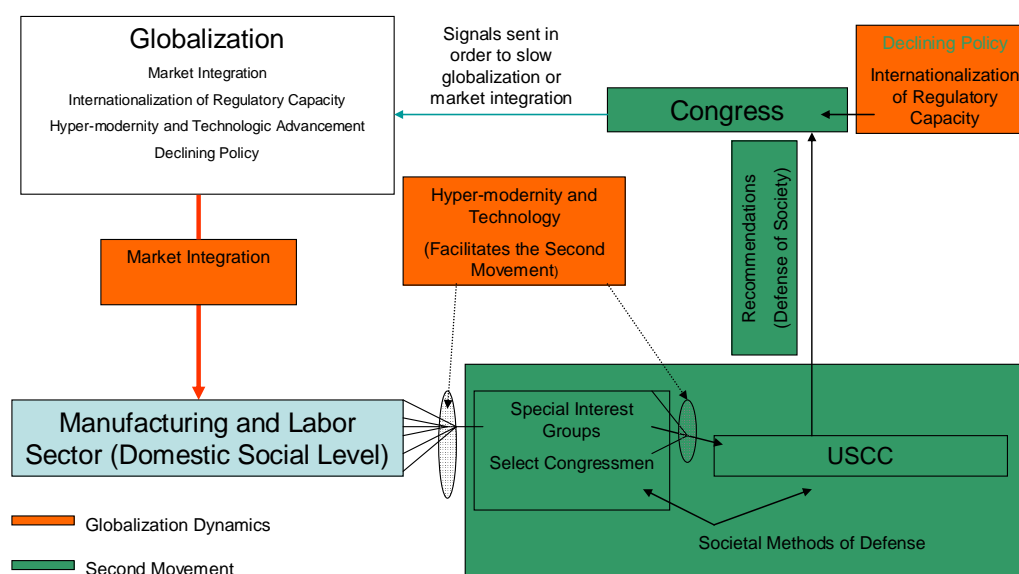 Globalization
Market Integration
Internationalization of Regulatory Capacity
Hyper-modernity and Technologic Advancement
Declining Policy
Signals sent in
order to slow
globalization or
market integration
Congress
Declining Policy
Internationalization
of Regulatory
Capacity
Market Integration
Hyper-modernity and
Technology
(Facilitates the Second
Movement)
Recommendations
(Defense of Society)
Manufacturing and Labor
Sector (Domestic Social Level)
Special Interest
Groups
Select Congressmen
USCC
Societal Methods of Defense
Globalization Dynamics
Second Movement